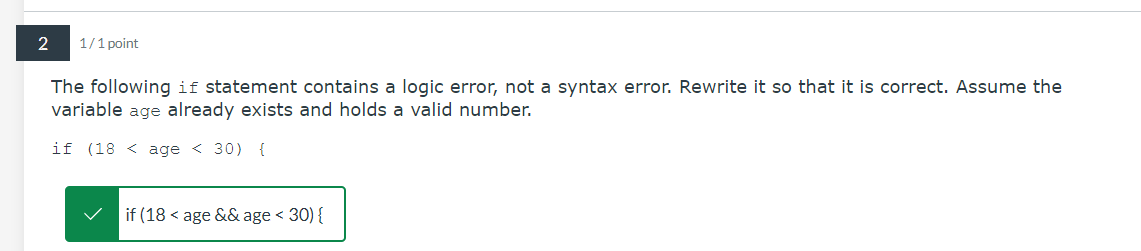 2 1 / 1 point
The following if statement contains a logic error, not a syntax error. Rewrite it so that it is correct. Assume the
variable age already exists and holds a valid number.
if (18 < age < 30) {
if (18 < age && age < 30) {